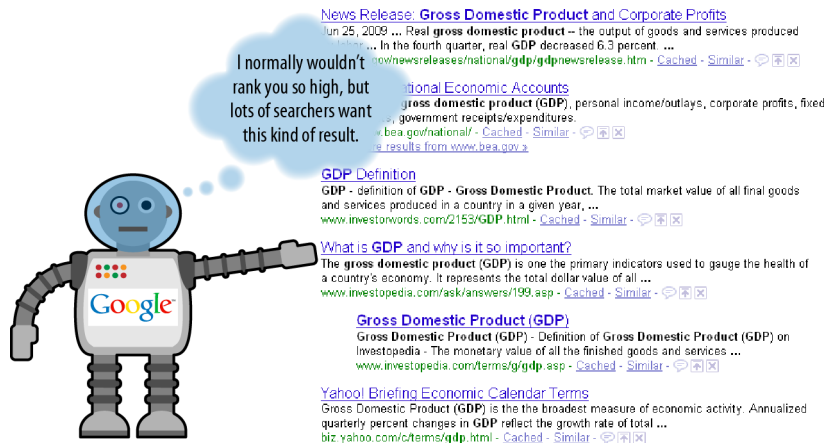 News Release: Gross Domestic Product and Corporate Profits
Jun 25, 2009 ... Real gross domestic product -- the output of goods and services produced
... In the fourth quarter, real GDP decreased 6.3 percent. ...
gov/newsreleases/national/gdp/gdpnewsrelease.htm - Cached - Similar -
tional Economic Accounts
gross domestic product (GDP), personal income/outlays, corporate profits, fixed
, government receipts/expenditures.
.bea.gov/national/ - Cached - Similar -
re results from www.bea.gov »
I normally wouldn't
rank you so high, but
lots of searchers want
this kind of result.
GDP Definition
GDP - definition of GDP - Gross Domestic Product. The total market value of all final goods
and services produced in a country in a given year, ...
www.investorwords.com/2153/GDP.html - Cached - Similar -
What is GDP and why is it so important?
The gross domestic product (GDP) is one the primary indicators used to gauge the health of
a country's economy. It represents the total dollar value of all ...
www.investopedia.com/ask/answers/199.asp - Cached - Similar -
Google™
Gross Domestic Product (GDP)
Gross Domestic Product (GDP) - Definition of Gross Domestic Product (GDP) on
Investopedia - The monetary value of all the finished goods and services ...
www.investopedia.com/terms/g/gdp.asp - Cached - Similar -
Yahoo! Briefing Economic Calendar Terms
Gross Domestic Product (GDP) is the the broadest measure of economic activity. Annualized
quarterly percent changes in GDP reflect the growth rate of total ...
biz.yahoo.com/c/terms/gdp.html - Cached - Similar -